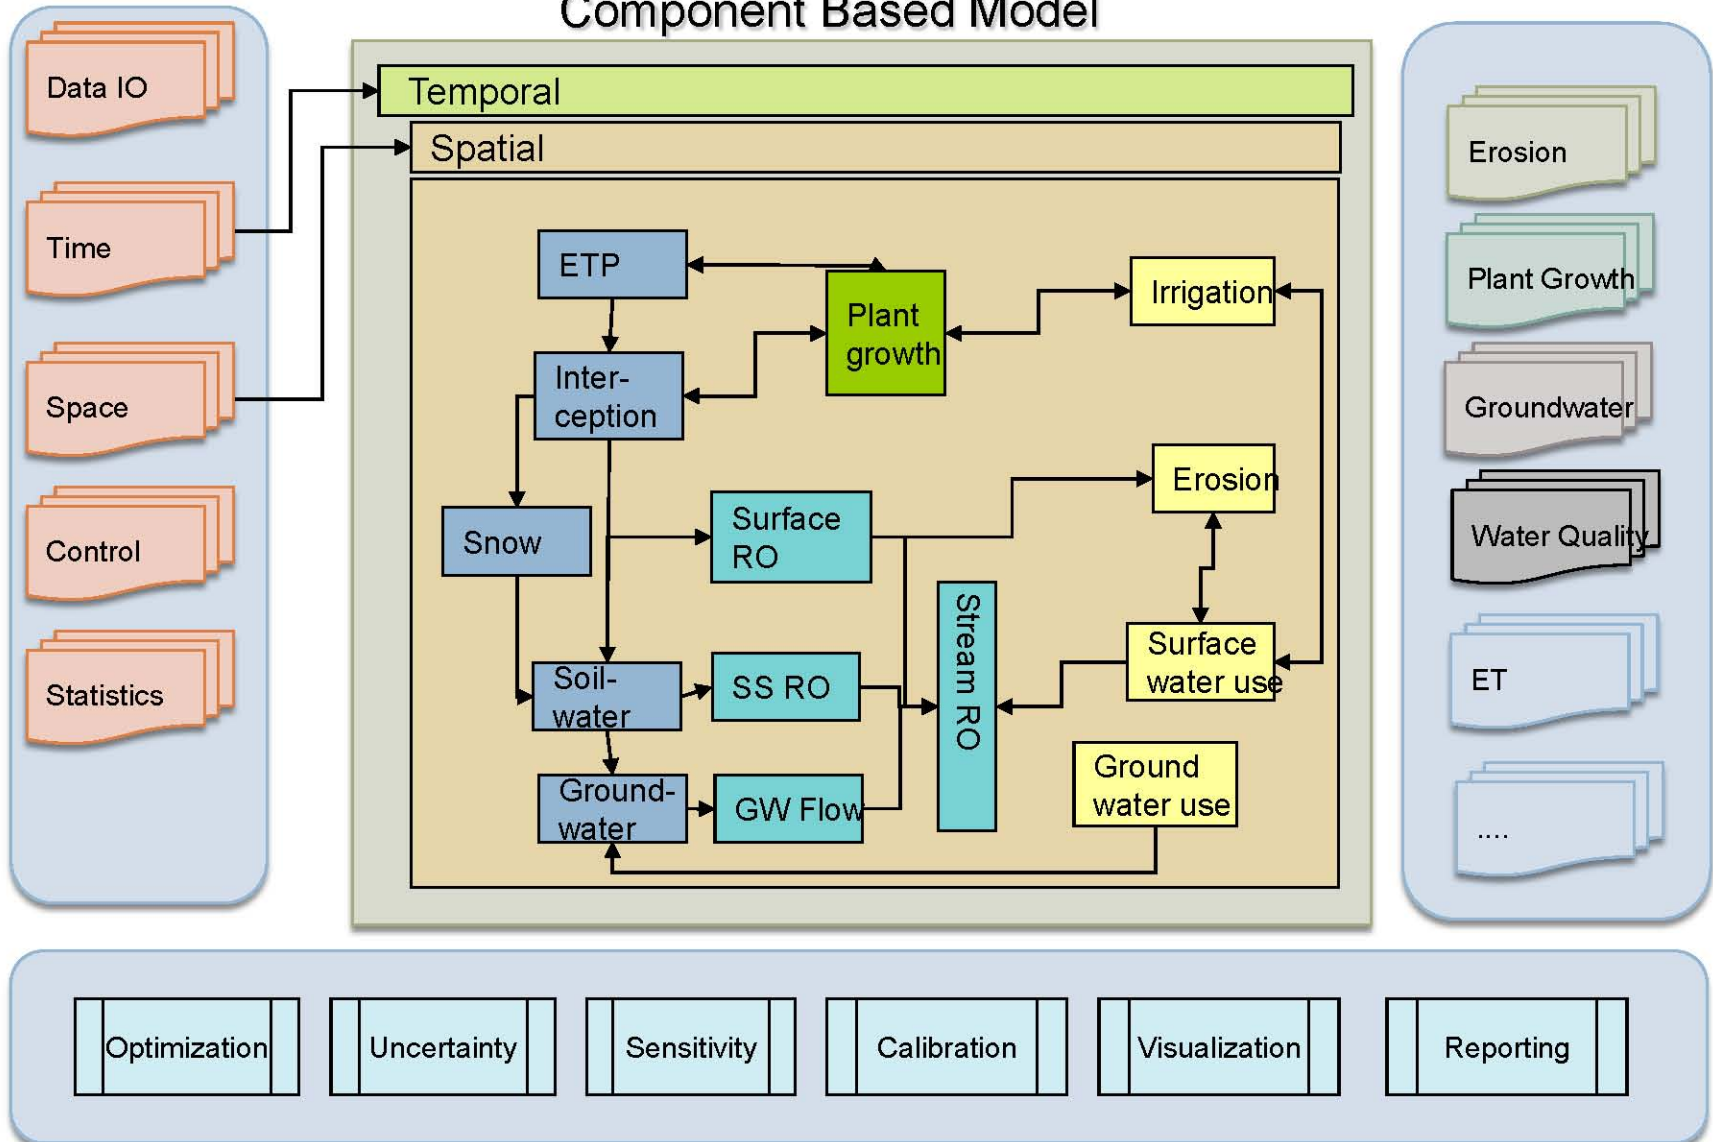 Component Based Model
Data IO
Time
Space
Control
Statistics
Temporal
Spatial
ETP
Plant
growth
Irrigation
Inter-
ception
Erosion
Snow
Surface
RO
Stream RO
Surface
water use
Soil-
water
SS RO
Ground
water use
Ground-
water
GW Flow
Erosion
Plant Growth
Groundwater
Water Quality
ET
....
Optimization
Uncertainty
Sensitivity
Calibration
Visualization
Reporting